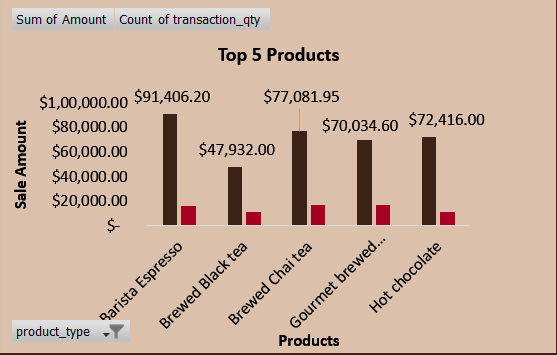 Sum of Amount Count of transaction_qty
Top 5 Products
Sale Amount
$1,00,000.00
$80,000.00
$60,000.00
$40,000.00
$20,000.00
$-
$91,406.20
$47,932.00
$77,081.95
$70,034.60
$72,416.00
Barista Espresso
Brewed Black tea
Brewed Chai tea
Gourmet brewed...
Hot chocolate
product_type
Products